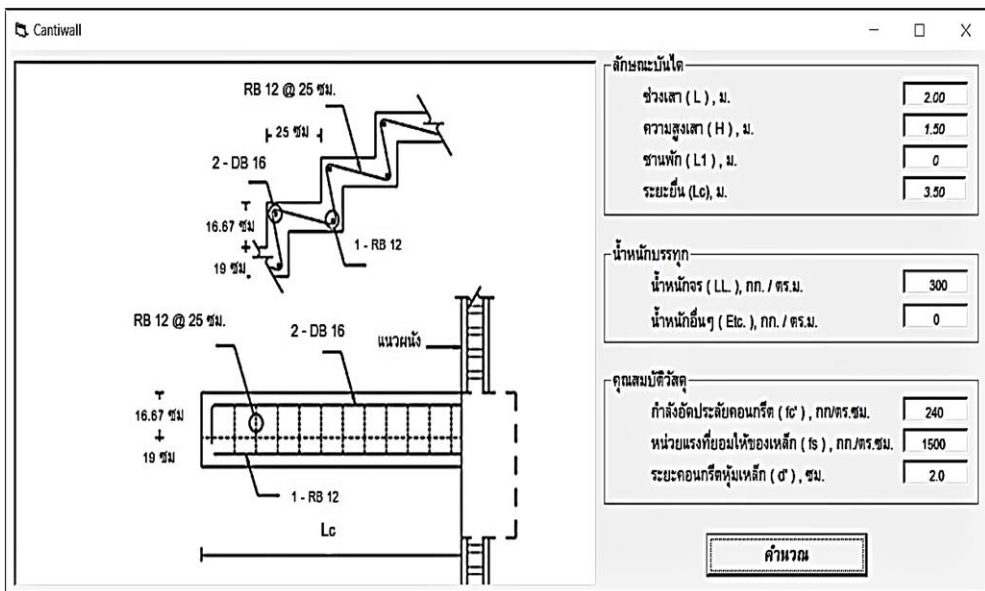 Cantiwall
RB 12 @ 25 ซม.
25 ซม
2 - DB 16
16.67 ซม
19 ซม.
1 - RB 12
RB 12 @ 25 ซม.
2 - DB 16
แนวผนัง
16.67 ซม
19 ซม
1 - RB 12
Lc
ลักษณะบันได
ช่วงเสา ( L ) , ม. 2.00
ความสูงเสา ( H ) , ม. 1.50
ชานพัก ( L1 ) , ม. 0
ระยะยื่น (Lc), ม. 3.50
น้ำหนักบรรทุก
น้ำหนักจร ( LL. ), กก. / ตร.ม. 300
น้ำหนักอื่นๆ ( Etc. ), กก. / ตร.ม. 0
คุณสมบัติวัสดุ
กำลังอัดประลัยคอนกรีต ( fc' ) , กก/ตร.ซม. 240
หน่วยแรงที่ยอมให้ของเหล็ก ( fs ) , กก./ตร.ซม. 1500
ระยะคอนกรีตหุ้มเหล็ก ( d' ) , ซม. 2.0
คำนวณ